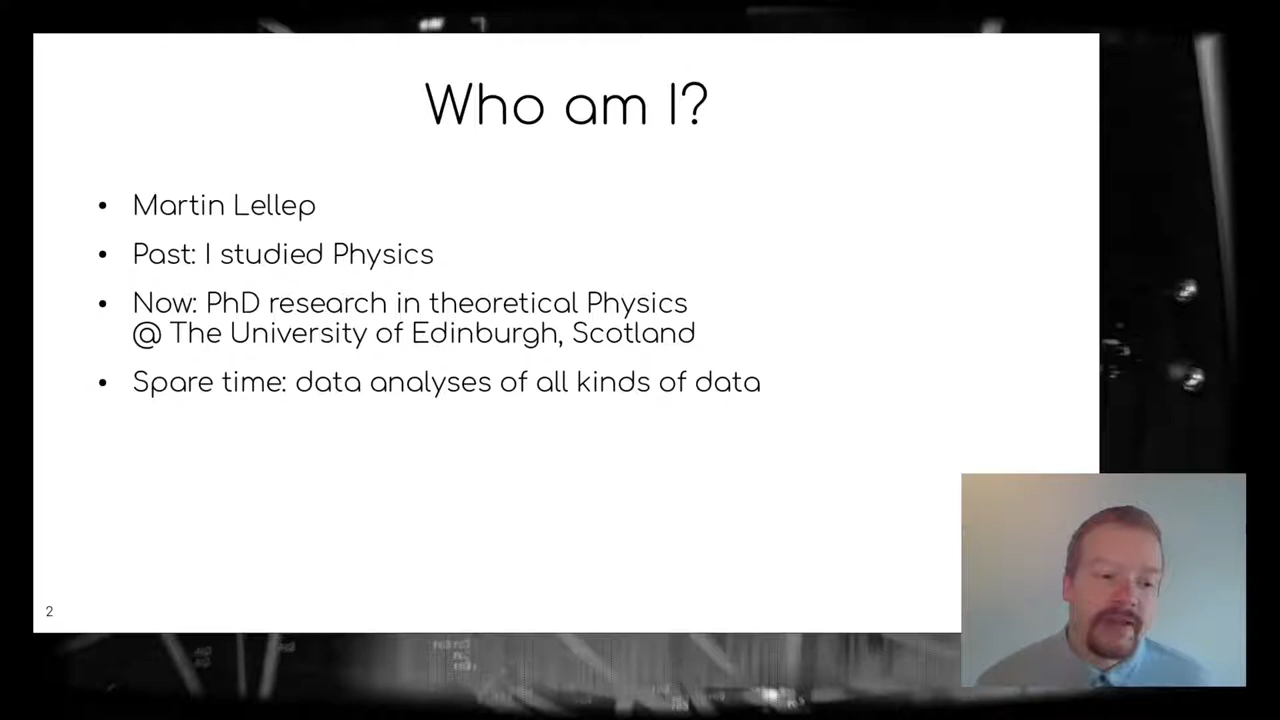 Who am I?
• Martin Lellep
• Past: I studied Physics
• Now: PhD research in theoretical Physics
@ The University of Edinburgh, Scotland
• Spare time: data analyses of all kinds of data
2